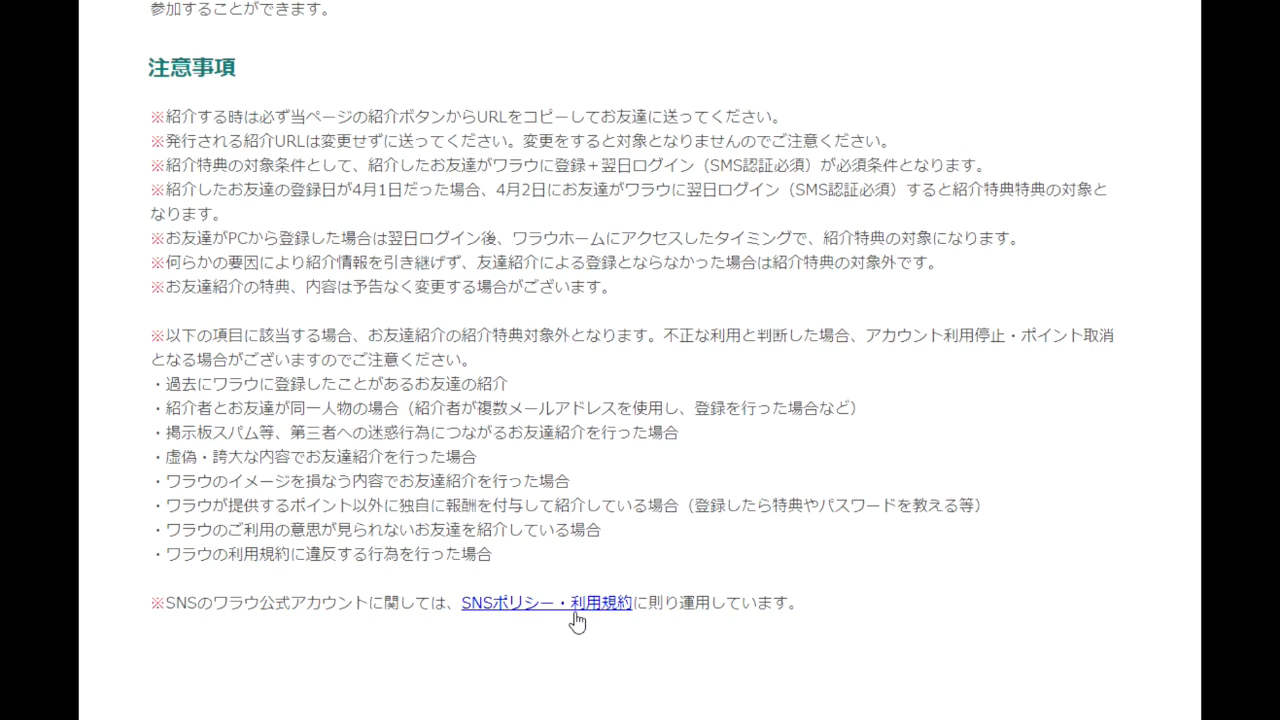 参加することができます。
注意事項
※紹介する時は必ず当ページの紹介ボタンからURLをコピーしてお友達に送ってください。
※発行される紹介URLは変更せずに送ってください。変更をすると対象となりませんのでご注意ください。
※紹介特典の対象条件として、紹介したお友達がワラウに登録＋翌日ログイン（SMS認証必須）が必須条件となります。
※紹介したお友達の登録日が4月1日だった場合、4月2日にお友達がワラウに翌日ログイン（SMS認証必須）すると紹介特典特典の対象と
なります。
※お友達がPCから登録した場合は翌日ログイン後、ワラウホームにアクセスしたタイミングで、紹介特典の対象になります。
※何らかの要因により紹介情報を引き継げず、友達紹介による登録とならなかった場合は紹介特典の対象外です。
※お友達紹介の特典、内容は予告なく変更する場合がございます。
※以下の項目に該当する場合、お友達紹介の紹介特典対象外となります。不正な利用と判断した場合、アカウント利用停止・ポイント取消
となる場合がございますのでご注意ください。
・過去にワラウに登録したことがあるお友達の紹介
・紹介者とお友達が同一人物の場合（紹介者が複数メールアドレスを使用し、登録を行った場合など）
・掲示板スパム等、第三者への迷惑行為につながるお友達紹介を行った場合
・虚偽・誇大な内容でお友達紹介を行った場合
・ワラウのイメージを損なう内容でお友達紹介を行った場合
・ワラウが提供するポイント以外に独自に報酬を付与して紹介している場合（登録したら特典やパスワードを教える等）
・ワラウのご利用の意思が見られないお友達を紹介している場合
・ワラウの利用規約に違反する行為を行った場合
※SNSのワラウ公式アカウントに関しては、SNSポリシー・利用規約に則り運用しています。